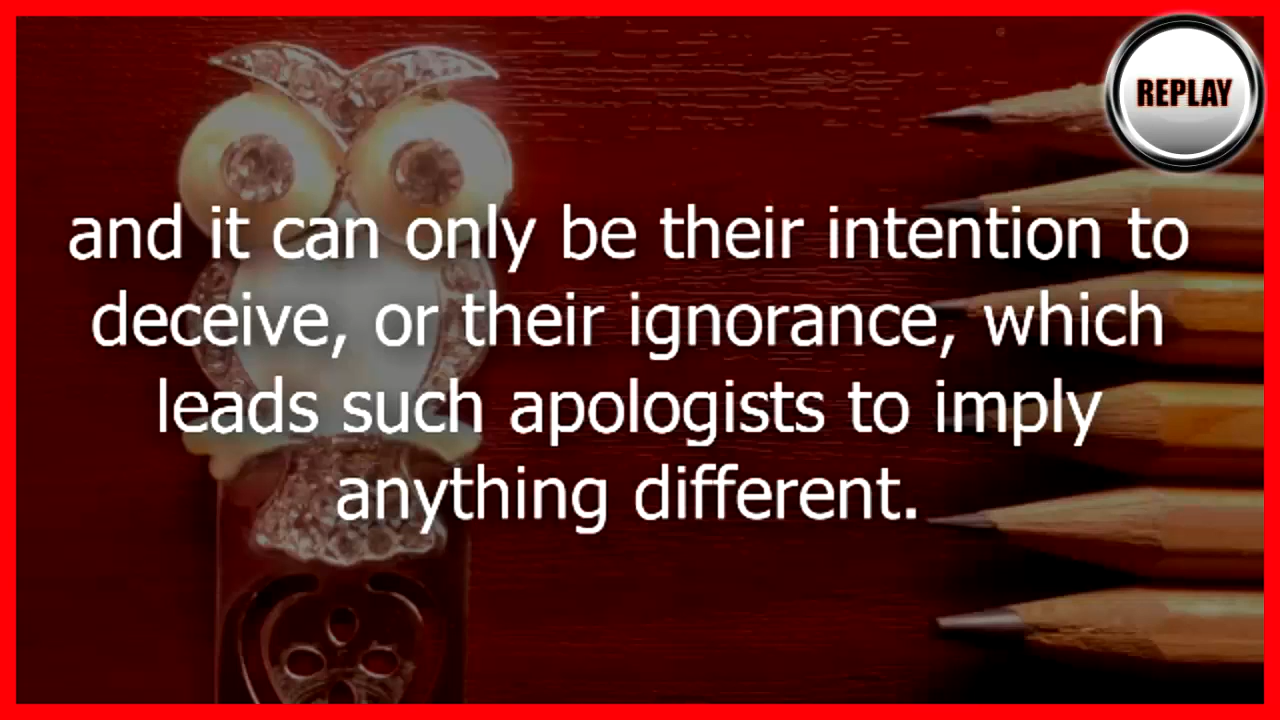 REPLAY
and it can only be their intention to
deceive, or their ignorance, which
leads such apologists to imply
anything different.